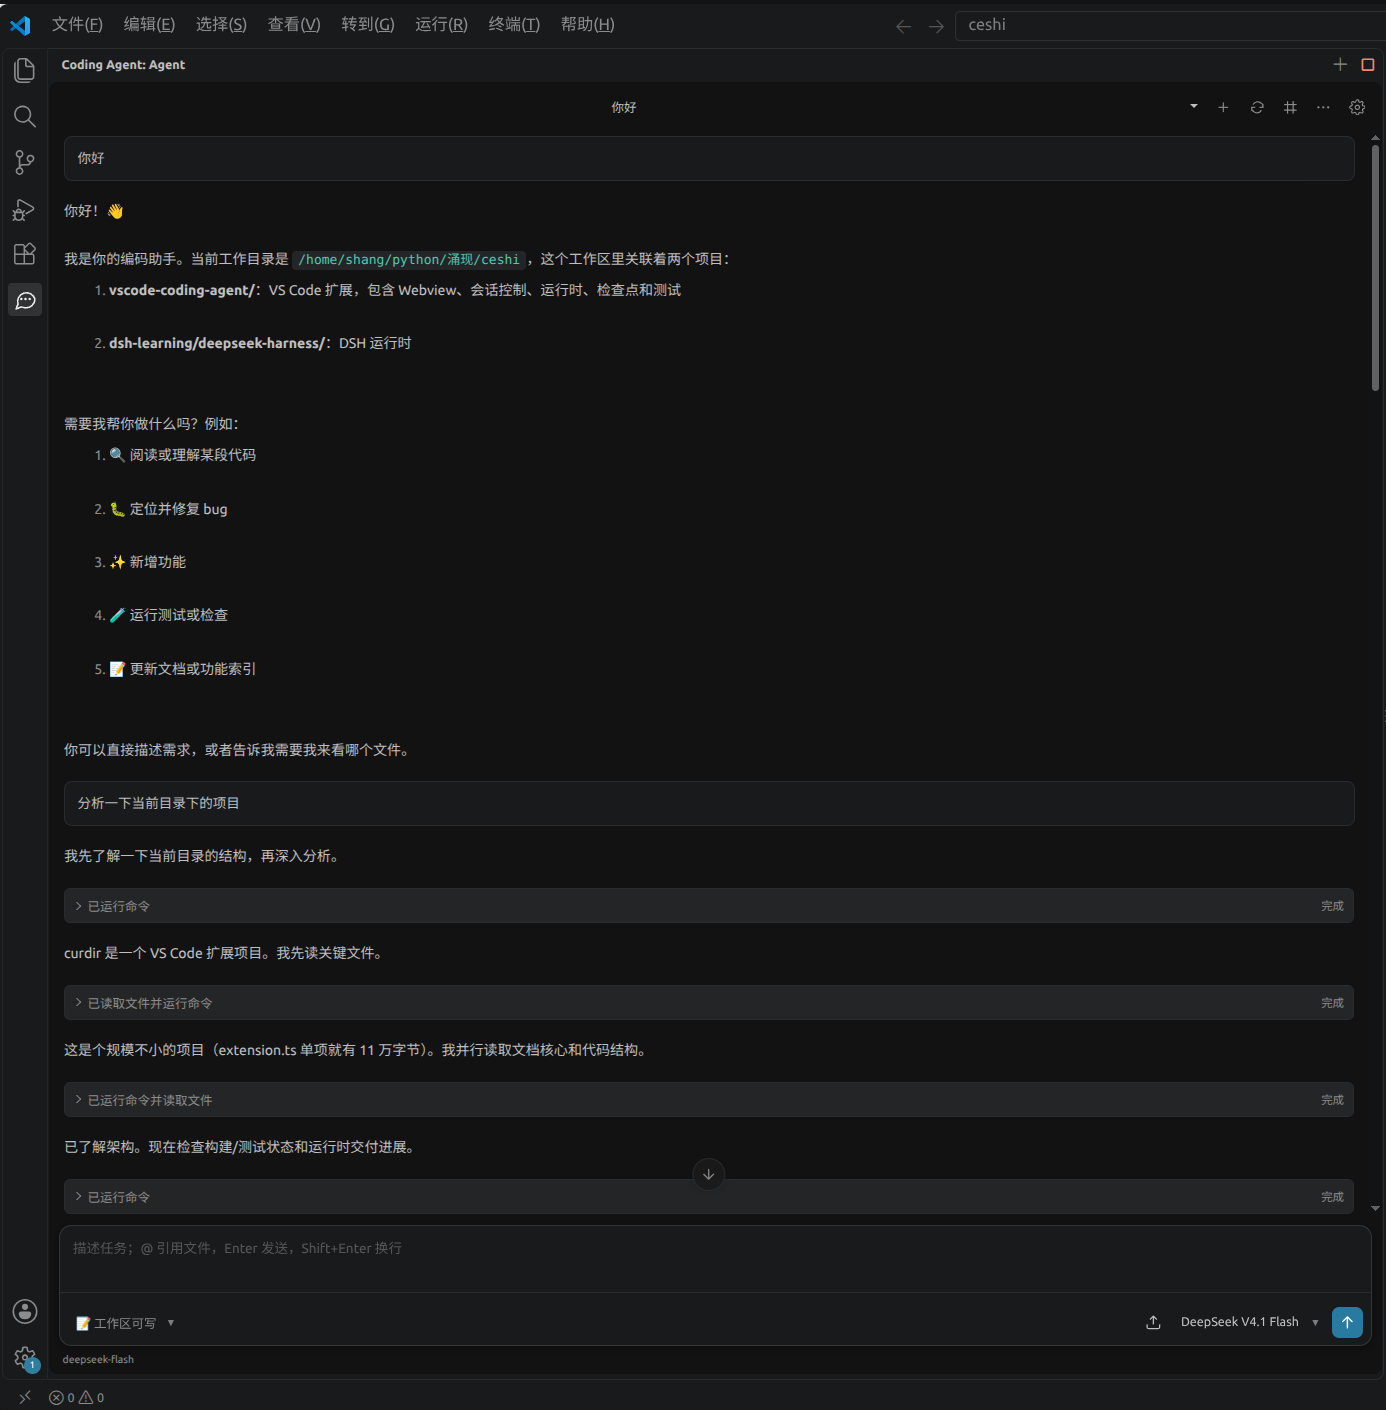 文件(F) 编辑(E) 选择(S) 查看(V) 转到(G) 运行(R) 终端(T) 帮助(H) ceshi
Coding Agent: Agent
你好
你好
你好！👋
我是你的编码助手。当前工作目录是 /home/shang/python/涌现/ceshi，这个工作区里关联着两个项目：
1. vscode-coding-agent/：VS Code 扩展，包含 Webview、会话控制、运行时、检查点和测试
2. dsh-learning/deepseek-harness/：DSH 运行时
需要我帮你做什么吗？例如：
1. 🔍 阅读或理解某段代码
2. 🐛 定位并修复 bug
3. ✨ 新增功能
4. 🧪 运行测试或检查
5. 📝 更新文档或功能索引
你可以直接描述需求，或者告诉我需要我来看哪个文件。
分析一下当前目录下的项目
我先了解一下当前目录的结构，再深入分析。
已运行命令 完成
curdir 是一个 VS Code 扩展项目。我先读关键文件。
已读取文件并运行命令 完成
这是个规模不小的项目（extension.ts 单项就有 11 万字节）。我并行读取文档核心和代码结构。
已运行命令并读取文件 完成
已了解架构。现在检查构建/测试状态和运行时交付进展。
已运行命令 完成
描述任务；@ 引用文件，Enter 发送，Shift+Enter 换行
📝 工作区可写 ▼ DeepSeek V4.1 Flash ▼
deepseek-flash
1
0 0